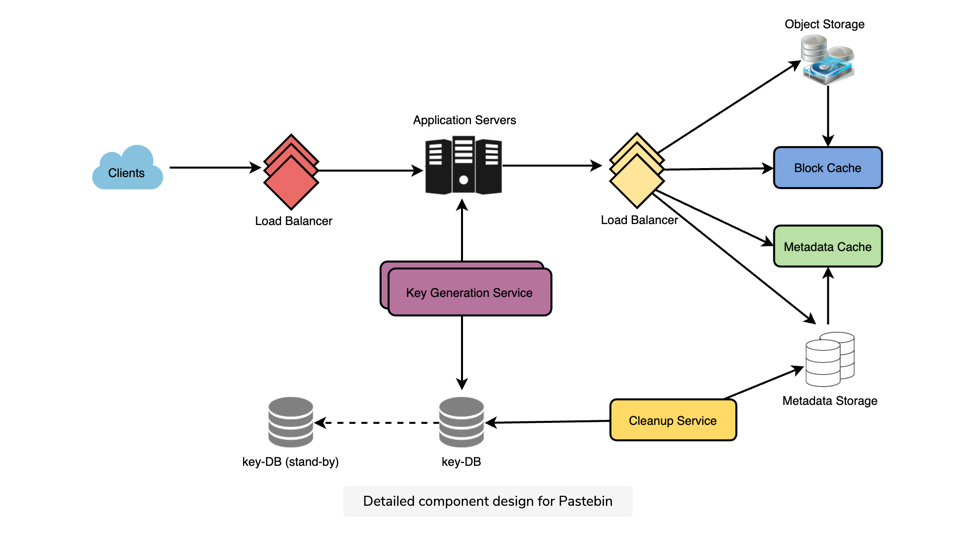 Object Storage
Application Servers
Clients
Block Cache
Load Balancer
Load Balancer
Metadata Cache
Key Generation Service
Metadata Storage
Cleanup Service
key-DB (stand-by)
key-DB
Detailed component design for Pastebin